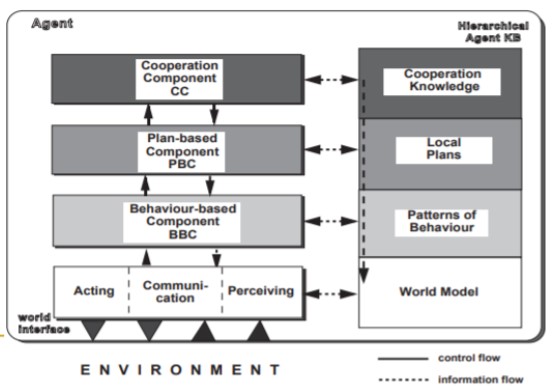 Agent
Hierarchical
Agent KB
Cooperation
Component
CC
Cooperation
Knowledge
Plan-based
Component
PBC
Local
Plans
Behaviour-based
Component
BBC
Patterns of
Behaviour
Acting
Communi-
cation
Perceiving
World Model
world
interface
ENVIRONMENT
control flow
information flow